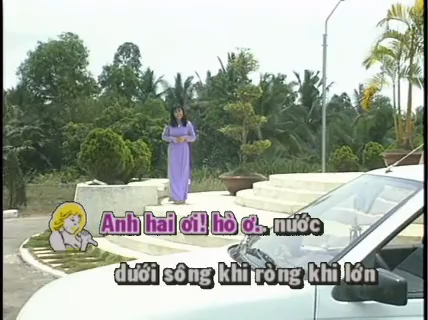 Anh hai ơi! hò ơ... nước
dưới sông khi ròng khi lớn